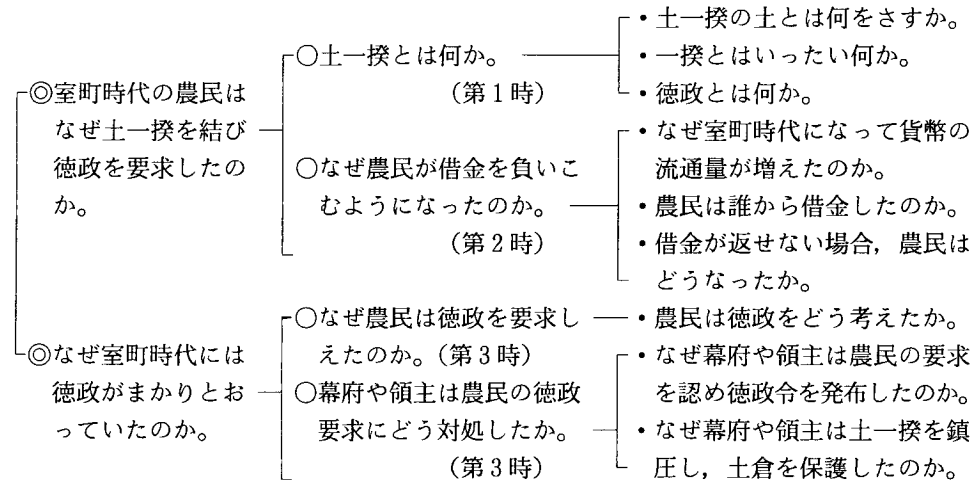 ◎室町時代の農民は
なぜ土一揆を結び
徳政を要求したの
か。
○土一揆とは何か。
(第1時)
・土一揆の土とは何をさすか。
・一揆とはいったい何か。
・徳政とは何か。
○なぜ農民が借金を負いこ
むようになったのか。
(第2時)
・なぜ室町時代になって貨幣の
流通量が増えたのか。
・農民は誰から借金したのか。
・借金が返せない場合，農民は
どうなったか。
◎なぜ室町時代には
徳政がまかりとお
っていたのか。
○なぜ農民は徳政を要求し
えたのか。(第3時)
・農民は徳政をどう考えたか。
○幕府や領主は農民の徳政
要求にどう対処したか。
(第3時)
・なぜ幕府や領主は農民の要求
を認め徳政令を発布したのか。
・なぜ幕府や領主は土一揆を鎮
圧し，土倉を保護したのか。